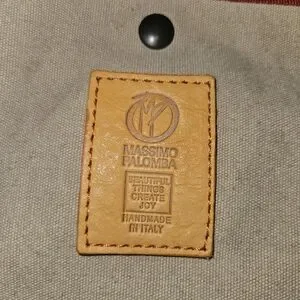 MASSIMO
PALOMBA
BEAUTIFUL
THINGS
CREATE
JOY
HANDMADE
IN ITALY